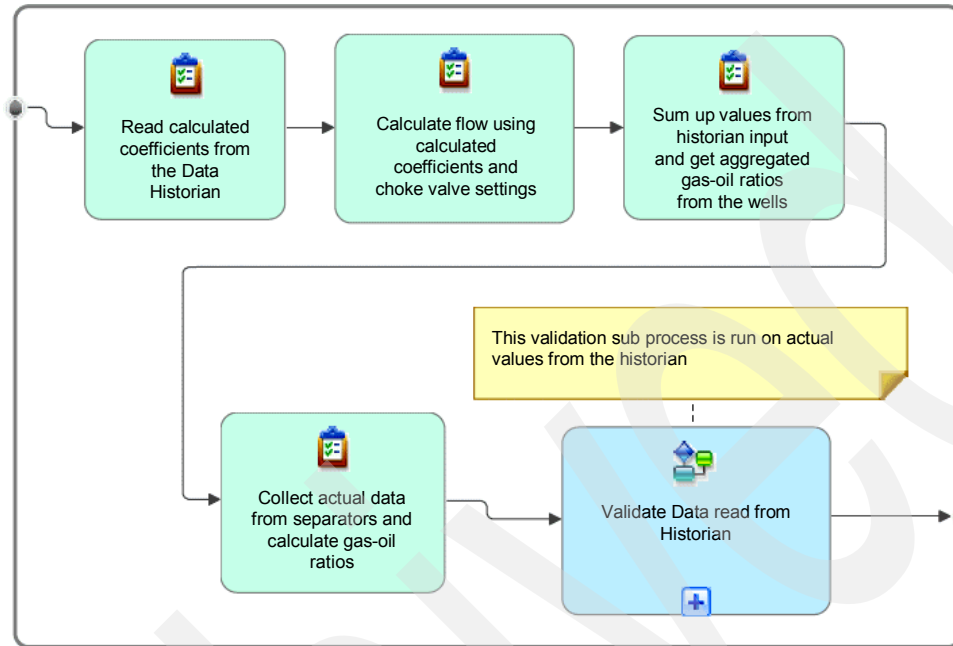 Read calculated
coefficients from
the Data
Historian
Calculate flow using
calculated
coefficients and
choke valve settings
Sum up values from
historian input
and get aggregated
gas-oil ratios
from the wells
This validation sub process is run on actual
values from the historian
Collect actual data
from separators and
calculate gas-oil
ratios
Validate Data read from
Historian